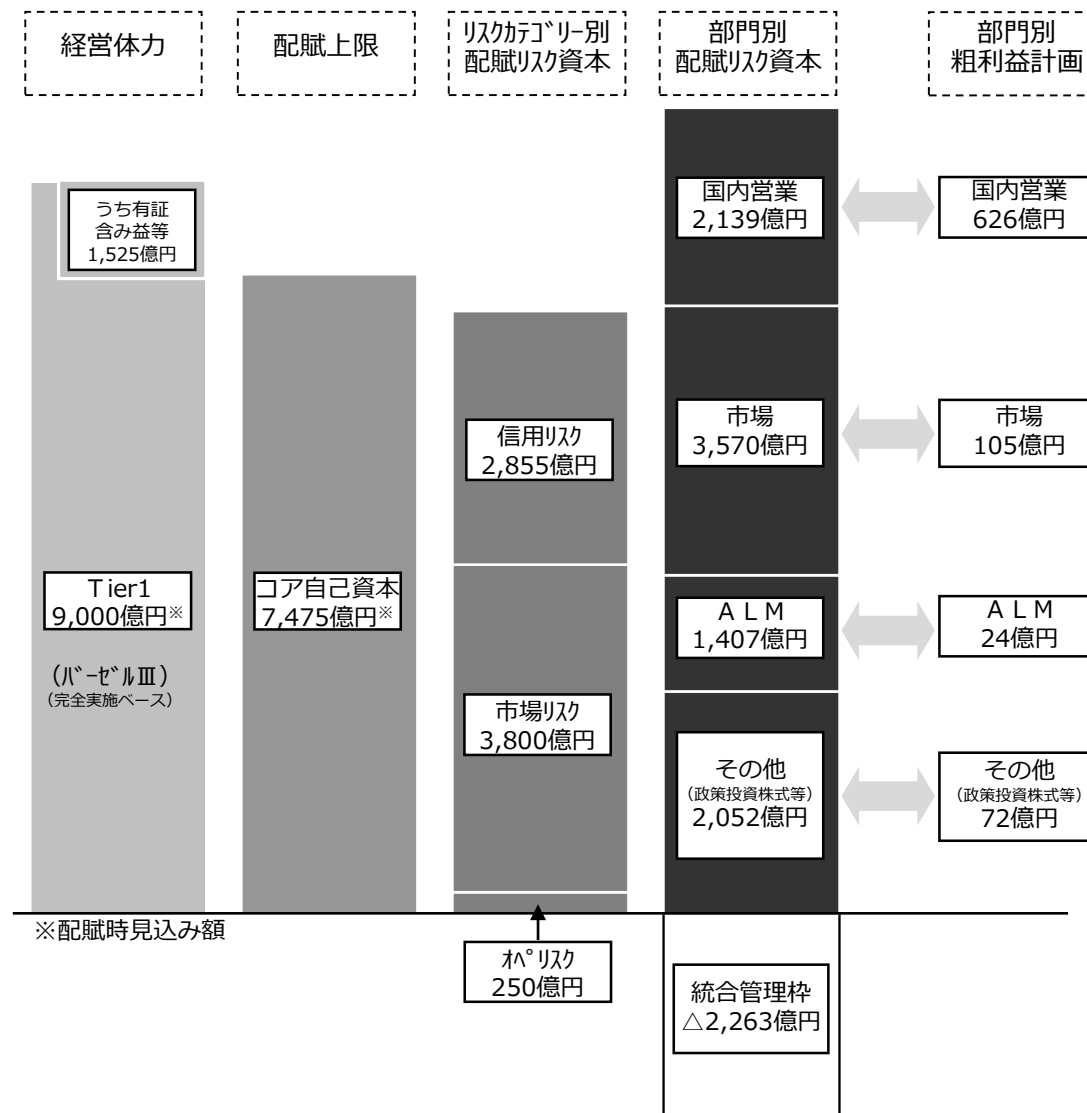 経営体力
配賦上限
ﾘｽｸｶﾃｺﾞﾘｰ別
配賦ﾘｽｸ資本
部門別
配賦ﾘｽｸ資本
部門別
粗利益計画
うち有証
含み益等
1,525億円
Tier1
9,000億円※
(ﾊﾞｰｾﾞﾙⅢ)
(完全実施ベース)
コア自己資本
7,475億円※
信用ﾘｽｸ
2,855億円
市場ﾘｽｸ
3,800億円
ｵﾍﾟﾘｽｸ
250億円
国内営業
2,139億円
市場
3,570億円
ＡＬＭ
1,407億円
その他
(政策投資株式等)
2,052億円
統合管理枠
△2,263億円
国内営業
626億円
市場
105億円
ＡＬＭ
24億円
その他
(政策投資株式等)
72億円
※配賦時見込み額